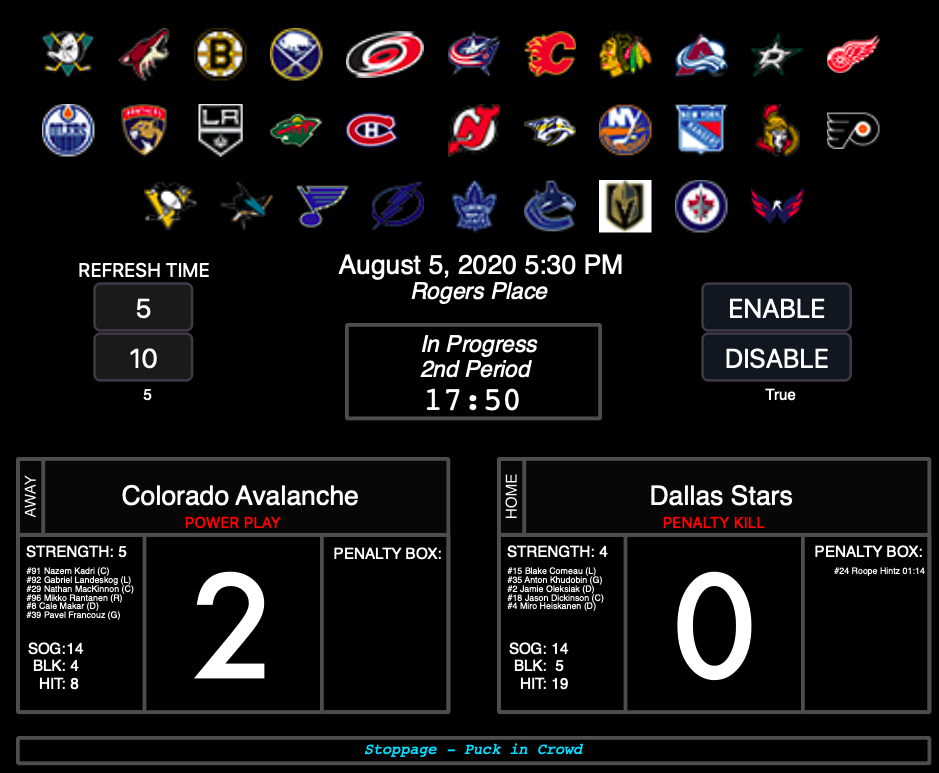 REFRESH TIME
5
10
5
August 5, 2020 5:30 PM
Rogers Place
In Progress
2nd Period
17:50
ENABLE
DISABLE
True
AWAY
Colorado Avalanche
POWER PLAY
STRENGTH: 5
#91 Nazem Kadri (C)
#92 Gabriel Landeskog (L)
#29 Nathan MacKinnon (C)
#96 Mikko Rantanen (R)
#8 Cale Makar (D)
#39 Pavel Francouz (G)
SOG:14
BLK: 4
HIT: 8
2
PENALTY BOX:
HOME
Dallas Stars
PENALTY KILL
STRENGTH: 4
#15 Blake Comeau (L)
#35 Anton Khudobin (G)
#2 Jamie Oleksiak (D)
#18 Jason Dickinson (C)
#4 Miro Heiskanen (D)
SOG: 14
BLK: 5
HIT: 19
0
PENALTY BOX:
#24 Roope Hintz 01:14
Stoppage - Puck in Crowd